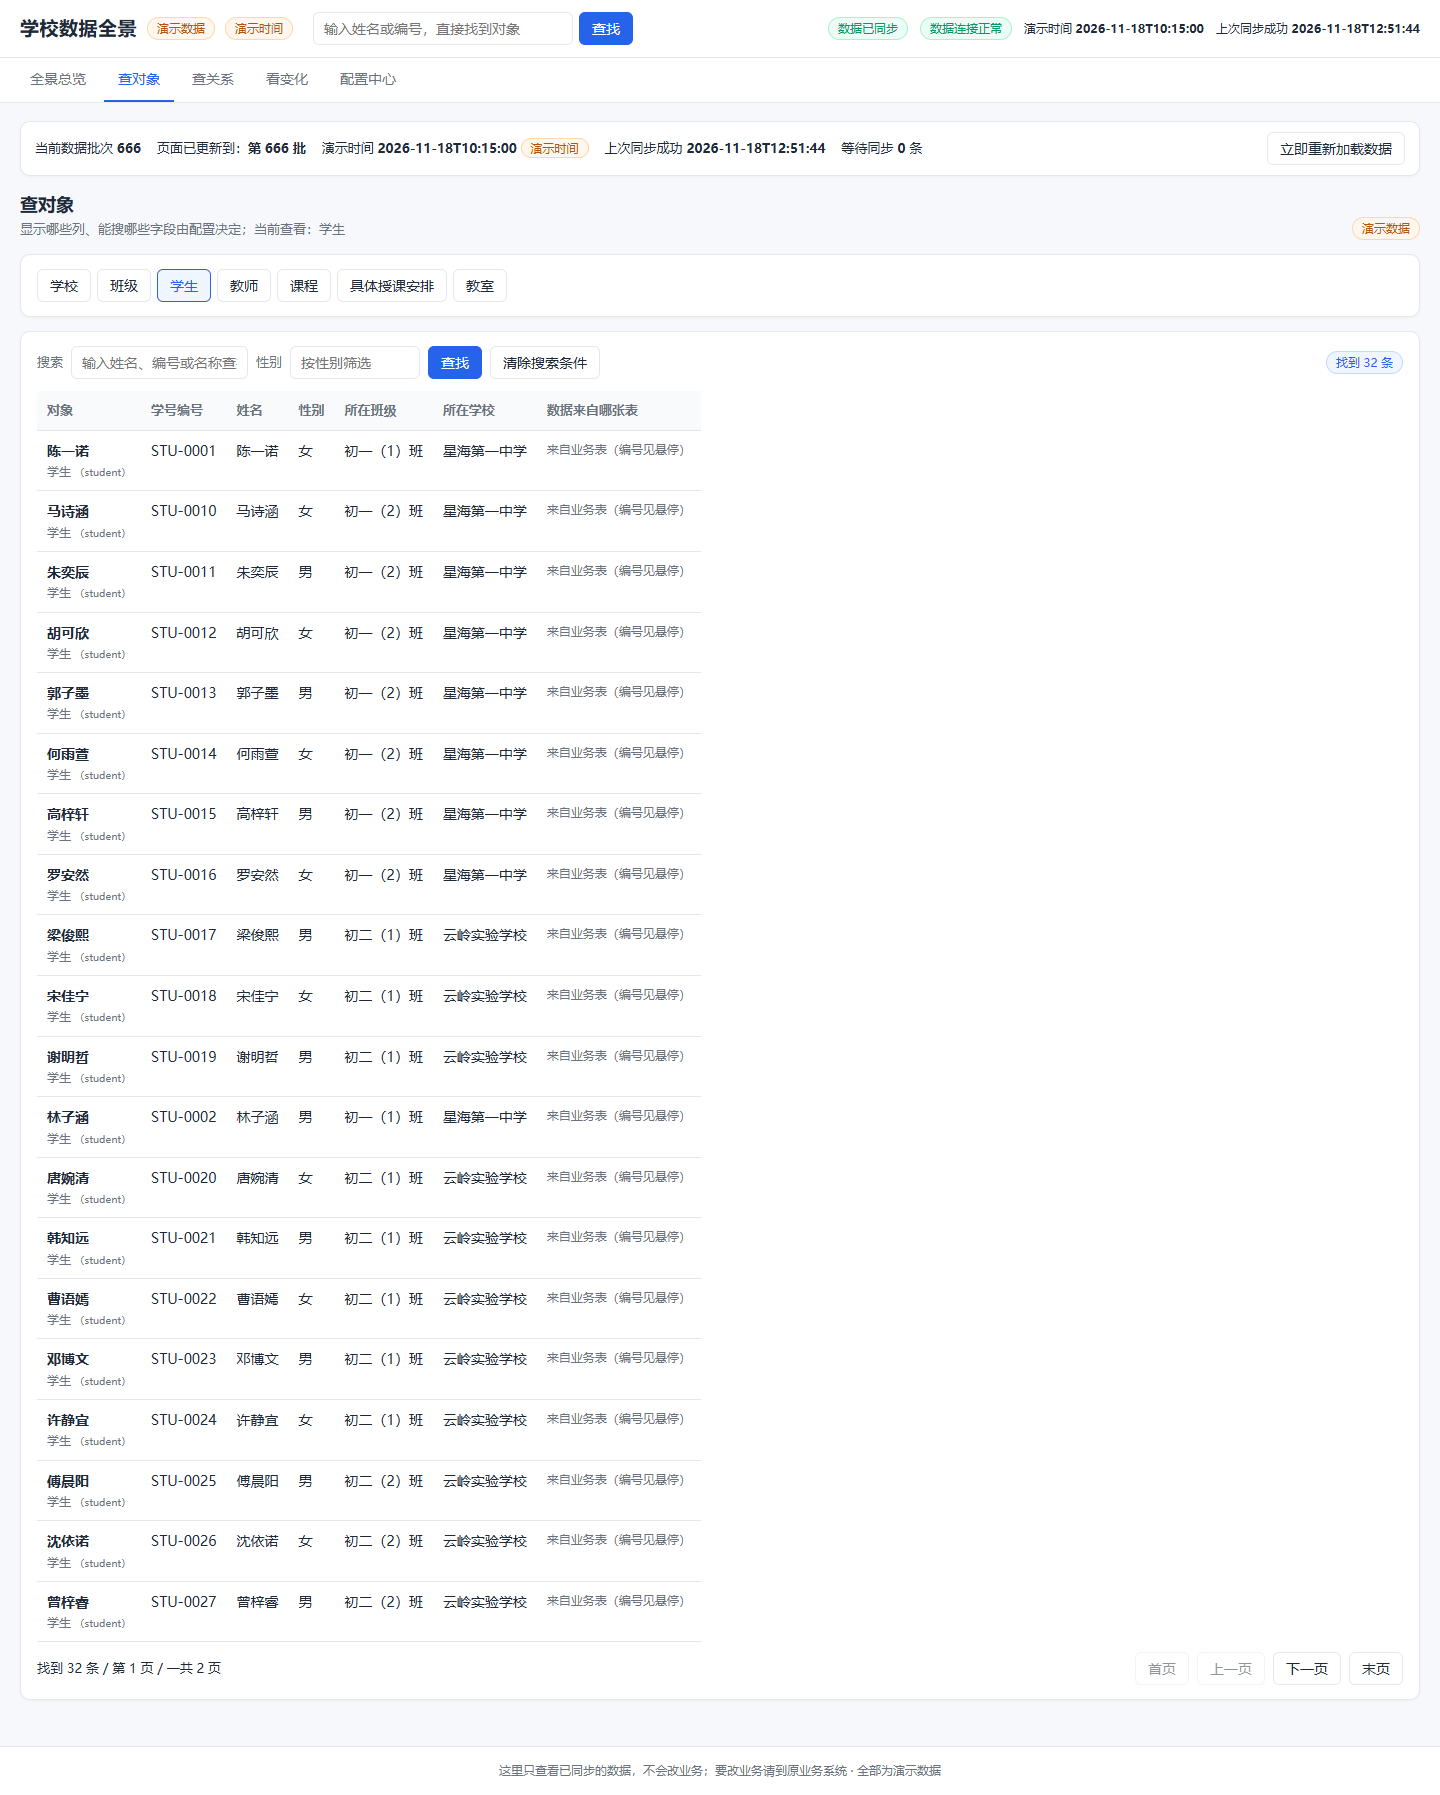 学校数据全景 演示数据 演示时间 输入姓名或编号，直接找到对象 查找 数据已同步 数据连接正常 演示时间 2026-11-18T10:15:00 上次同步成功 2026-11-18T12:51:44
全景总览 查对象 查关系 看变化 配置中心
当前数据批次 666 页面已更新到：第 666 批 演示时间 2026-11-18T10:15:00 演示时间 上次同步成功 2026-11-18T12:51:44 等待同步 0 条 立即重新加载数据
查对象
显示哪些列、能搜哪些字段由配置决定；当前查看：学生 演示数据
学校 班级 学生 教师 课程 具体授课安排 教室
搜索 输入姓名、编号或名称查 性别 按性别筛选 查找 清除搜索条件 找到 32 条
对象 学号编号 姓名 性别 所在班级 所在学校 数据来自哪张表
陈一诺 STU-0001 陈一诺 女 初一（1）班 星海第一中学 来自业务表（编号见悬停）
学生（student）
马诗涵 STU-0010 马诗涵 女 初一（2）班 星海第一中学 来自业务表（编号见悬停）
学生（student）
朱奕辰 STU-0011 朱奕辰 男 初一（2）班 星海第一中学 来自业务表（编号见悬停）
学生（student）
胡可欣 STU-0012 胡可欣 女 初一（2）班 星海第一中学 来自业务表（编号见悬停）
学生（student）
郭子墨 STU-0013 郭子墨 男 初一（2）班 星海第一中学 来自业务表（编号见悬停）
学生（student）
何雨萱 STU-0014 何雨萱 女 初一（2）班 星海第一中学 来自业务表（编号见悬停）
学生（student）
高梓轩 STU-0015 高梓轩 男 初一（2）班 星海第一中学 来自业务表（编号见悬停）
学生（student）
罗安然 STU-0016 罗安然 女 初一（2）班 星海第一中学 来自业务表（编号见悬停）
学生（student）
梁俊熙 STU-0017 梁俊熙 男 初二（1）班 云岭实验学校 来自业务表（编号见悬停）
学生（student）
宋佳宁 STU-0018 宋佳宁 女 初二（1）班 云岭实验学校 来自业务表（编号见悬停）
学生（student）
谢明哲 STU-0019 谢明哲 男 初二（1）班 云岭实验学校 来自业务表（编号见悬停）
学生（student）
林子涵 STU-0002 林子涵 男 初一（1）班 星海第一中学 来自业务表（编号见悬停）
学生（student）
唐婉清 STU-0020 唐婉清 女 初二（1）班 云岭实验学校 来自业务表（编号见悬停）
学生（student）
韩知远 STU-0021 韩知远 男 初二（1）班 云岭实验学校 来自业务表（编号见悬停）
学生（student）
曹语嫣 STU-0022 曹语嫣 女 初二（1）班 云岭实验学校 来自业务表（编号见悬停）
学生（student）
邓博文 STU-0023 邓博文 男 初二（1）班 云岭实验学校 来自业务表（编号见悬停）
学生（student）
许静宜 STU-0024 许静宜 女 初二（1）班 云岭实验学校 来自业务表（编号见悬停）
学生（student）
傅晨阳 STU-0025 傅晨阳 男 初二（2）班 云岭实验学校 来自业务表（编号见悬停）
学生（student）
沈依诺 STU-0026 沈依诺 女 初二（2）班 云岭实验学校 来自业务表（编号见悬停）
学生（student）
曾梓睿 STU-0027 曾梓睿 男 初二（2）班 云岭实验学校 来自业务表（编号见悬停）
学生（student）
找到 32 条 / 第 1 页 / 一共 2 页 首页 上一页 下一页 末页
这里只查看已同步的数据，不会改业务；要改业务请到原业务系统 · 全部为演示数据